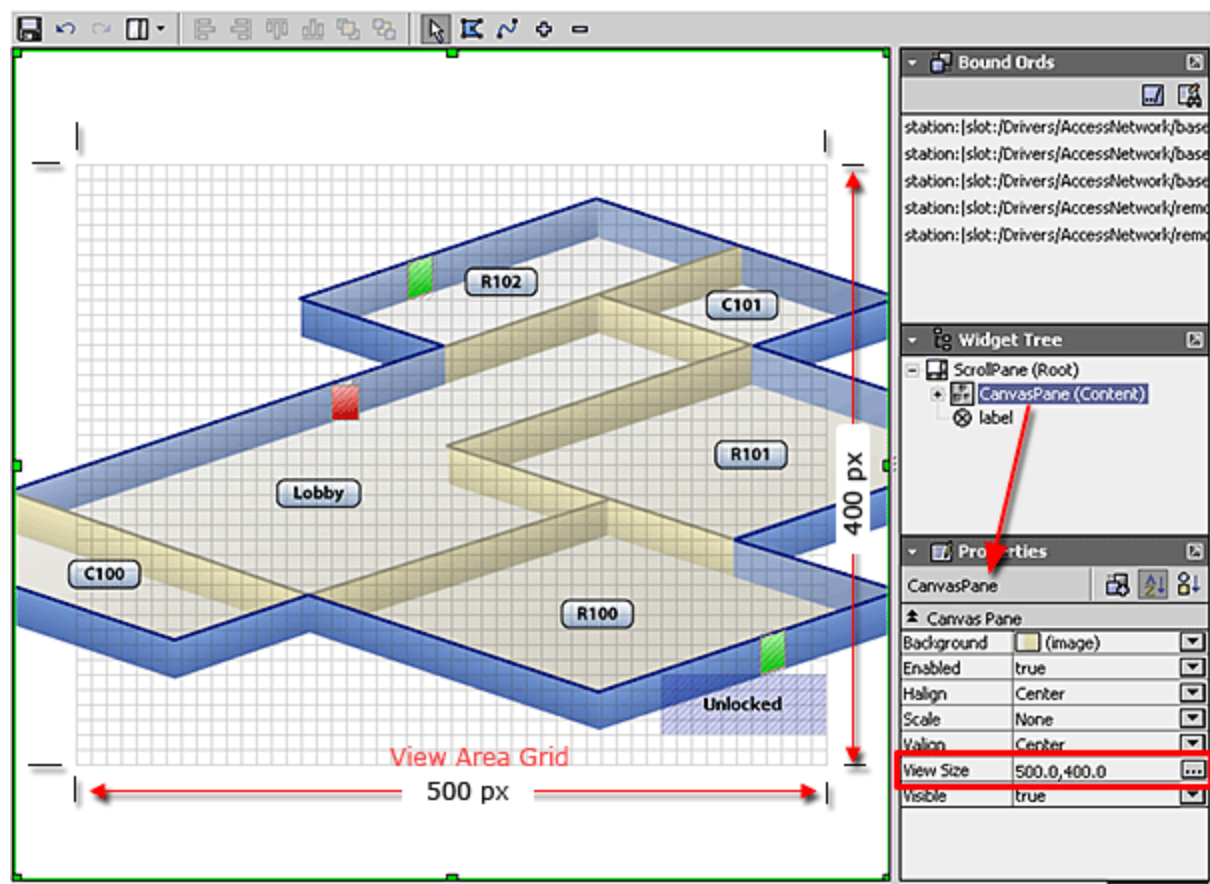 Bound Ords
station:|slot:/Drivers/AccessNetwork/base
station:|slot:/Drivers/AccessNetwork/base
station:|slot:/Drivers/AccessNetwork/base
station:|slot:/Drivers/AccessNetwork/remo
station:|slot:/Drivers/AccessNetwork/remo
R102
C101
Widget Tree
ScrollPane (Root)
CanvasPane (Content)
label
R101
Lobby
400 px
C100
R100
Unlocked
View Area Grid
500 px
Properties
CanvasPane
Canvas Pane
Background (image)
Enabled true
Halign Center
Scale None
Valign Center
View Size 500.0,400.0
Visible true